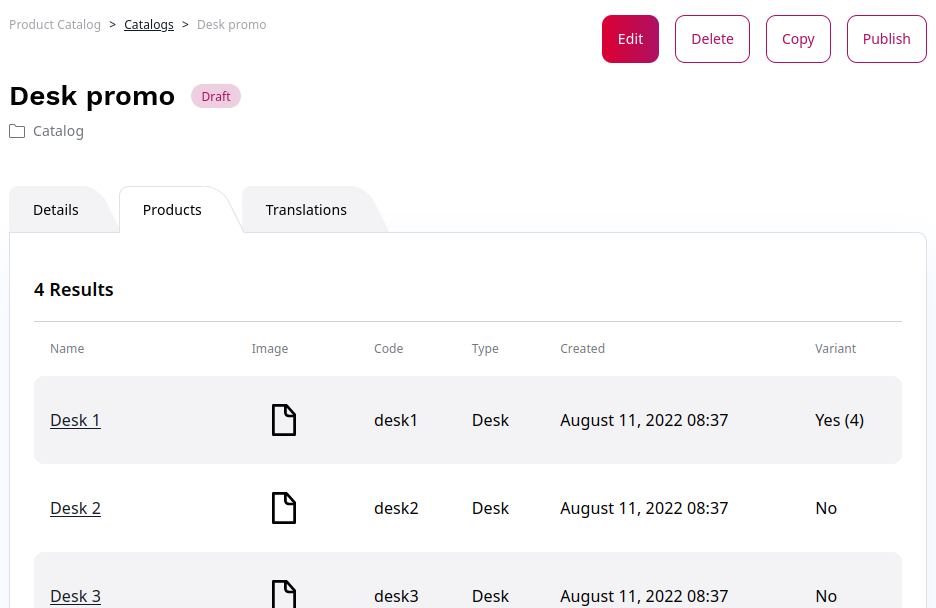 Product Catalog > Catalogs > Desk promo
Edit Delete Copy Publish
Desk promo Draft
Catalog
Details Products Translations
4 Results
Name Image Code Type Created Variant
Desk 1 desk1 Desk August 11, 2022 08:37 Yes (4)
Desk 2 desk2 Desk August 11, 2022 08:37 No
Desk 3 desk3 Desk August 11, 2022 08:37 No